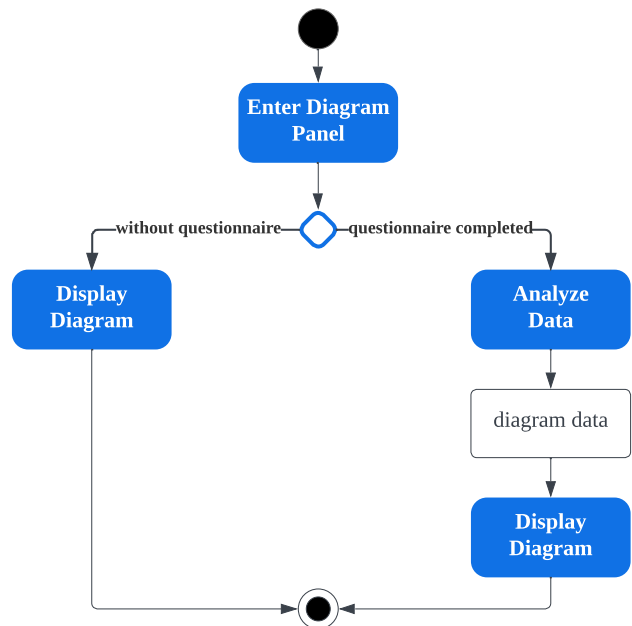 Enter Diagram
Panel
without questionnaire
questionnaire completed
Display
Diagram
Analyze
Data
diagram data
Display
Diagram